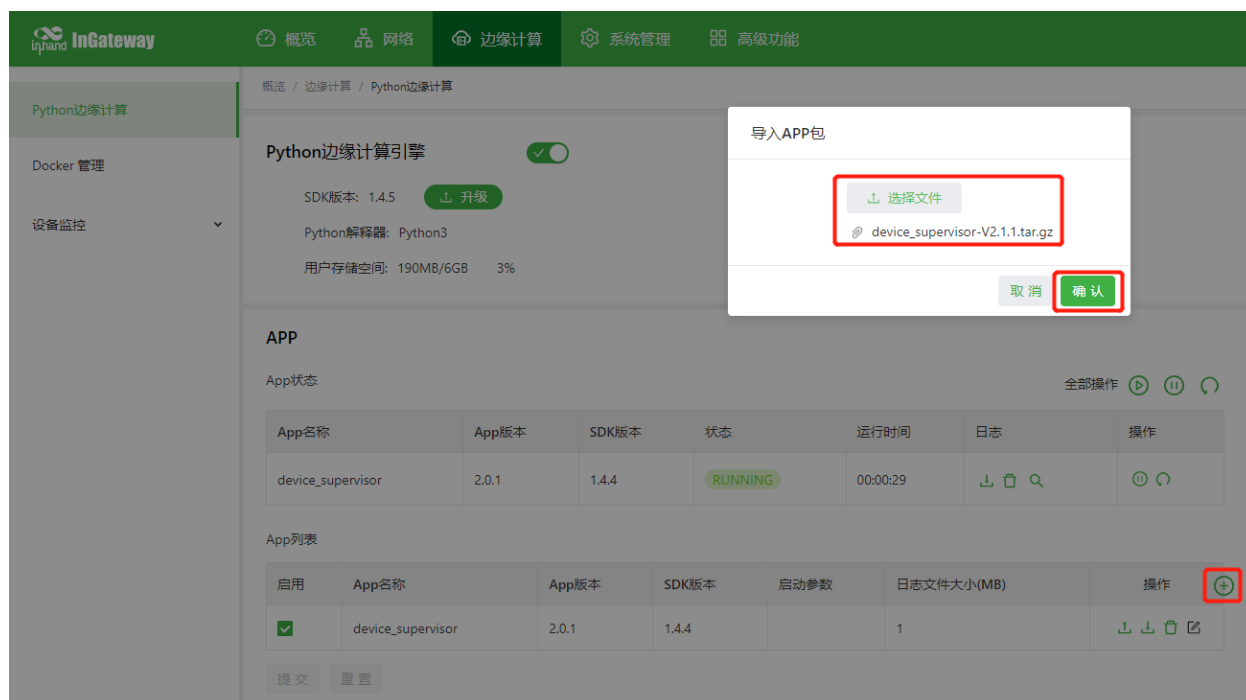 inhand InGateway
概览 网络 边缘计算 系统管理 高级功能
概览 / 边缘计算 / Python边缘计算
Python边缘计算
Docker 管理
设备监控
Python边缘计算引擎
SDK版本: 1.4.5 升级
Python解释器: Python3
用户存储空间: 190MB/6GB 3%
导入APP包
选择文件
device_supervisor-V2.1.1.tar.gz
取 消 确 认
APP
App状态 全部操作
App名称 App版本 SDK版本 状态 运行时间 日志 操作
device_supervisor 2.0.1 1.4.4 RUNNING 00:00:29
App列表
启用 App名称 App版本 SDK版本 启动参数 日志文件大小(MB) 操作
device_supervisor 2.0.1 1.4.4 1
提 交 重 置